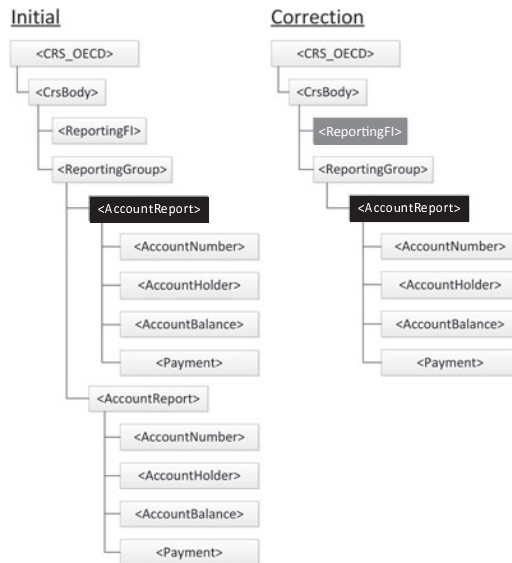 Initial
<CRS_OECD>
<CrsBody>
<ReportingFI>
<ReportingGroup>
<AccountReport>
<AccountNumber>
<AccountHolder>
<AccountBalance>
<Payment>
<AccountReport>
<AccountNumber>
<AccountHolder>
<AccountBalance>
<Payment>
Correction
<CRS_OECD>
<CrsBody>
<ReportingFI>
<ReportingGroup>
<AccountReport>
<AccountNumber>
<AccountHolder>
<AccountBalance>
<Payment>